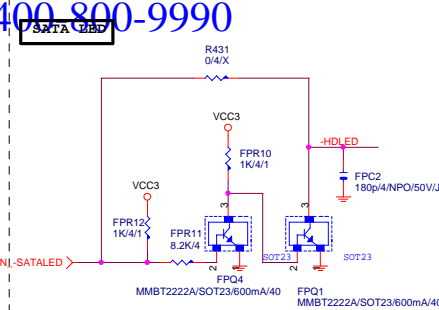 400-800-9990
SATA LED
R431
0/4/X
VCC3
-HDLED
FPR10
1K/4/1
FPC2
180p/4/NPO/50V/J
VCC3
FPR12
1K/4/1
FPR11
8.2K/4
3
3
SOT23
SOT23
N_-SATALED
2
1
2
1
FPQ4
MMBT2222A/SOT23/600mA/40
FPQ1
MMBT2222A/SOT23/600mA/40